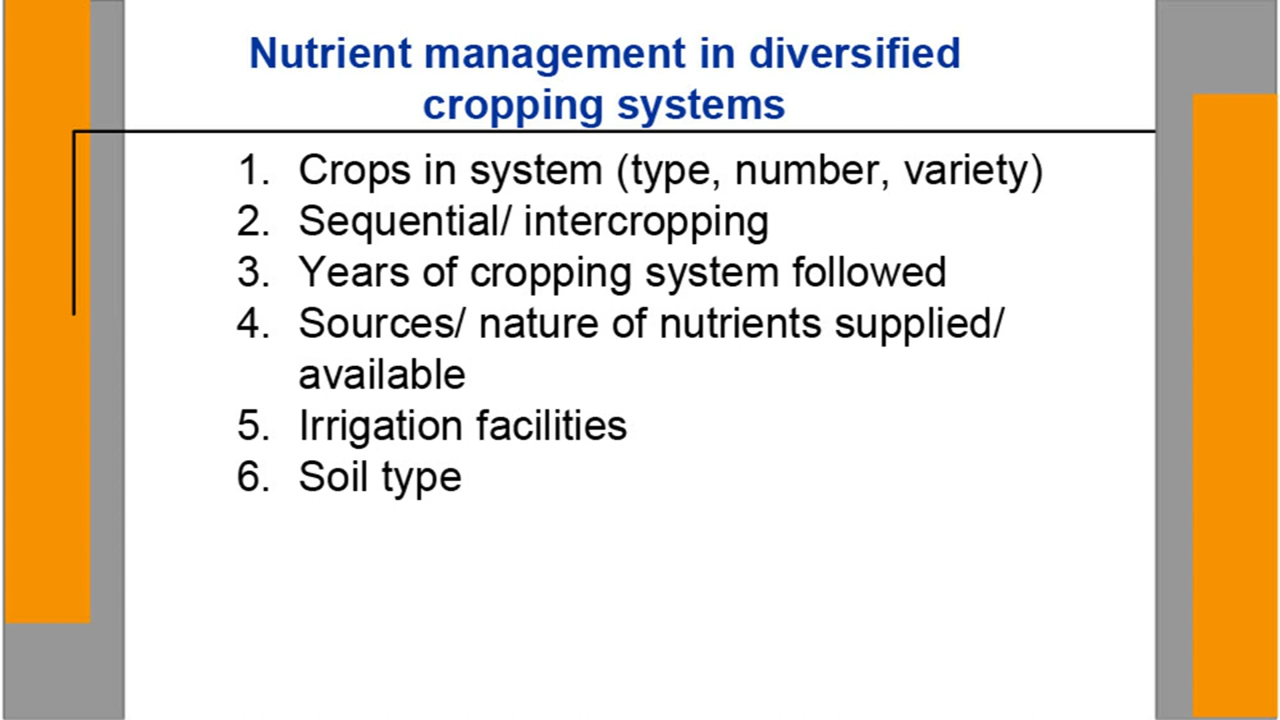 Nutrient management in diversified
cropping systems
1. Crops in system (type, number, variety)
2. Sequential/ intercropping
3. Years of cropping system followed
4. Sources/ nature of nutrients supplied/
available
5. Irrigation facilities
6. Soil type